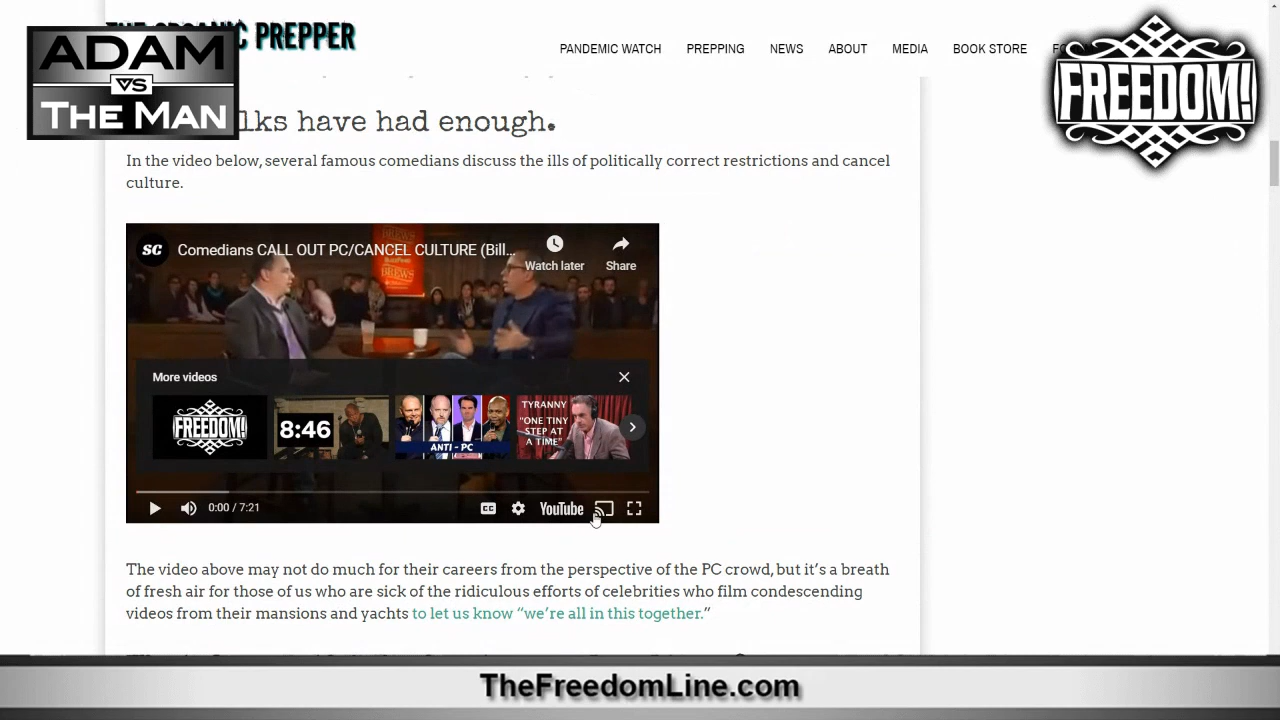 PREPPER
PANDEMIC WATCH PREPPING NEWS ABOUT MEDIA BOOK STORE
ADAM
VS
THE MAN
FREEDOM!
have had enough.
In the video below, several famous comedians discuss the ills of politically correct restrictions and cancel
culture.
SC Comedians CALL OUT PC/CANCEL CULTURE (Bill...
Watch later Share
BREWS
More videos
FREEDOM!
8:46
ANTI - PC
TYRANNY
"ONE TINY
STEP AT
A TIME"
0:00 / 7:21
CC YouTube
The video above may not do much for their careers from the perspective of the PC crowd, but it's a breath
of fresh air for those of us who are sick of the ridiculous efforts of celebrities who film condescending
videos from their mansions and yachts to let us know “we're all in this together.”
TheFreedomLine.com